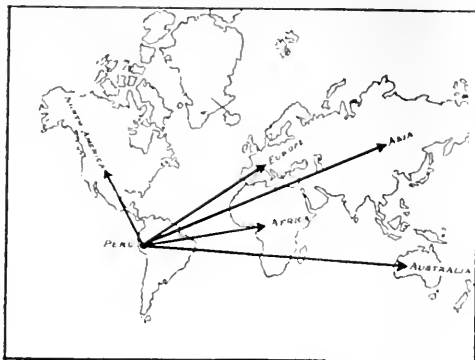 NORTH AMERICA
EUROPE
ASIA
AFRICA
PERU
AUSTRALIA